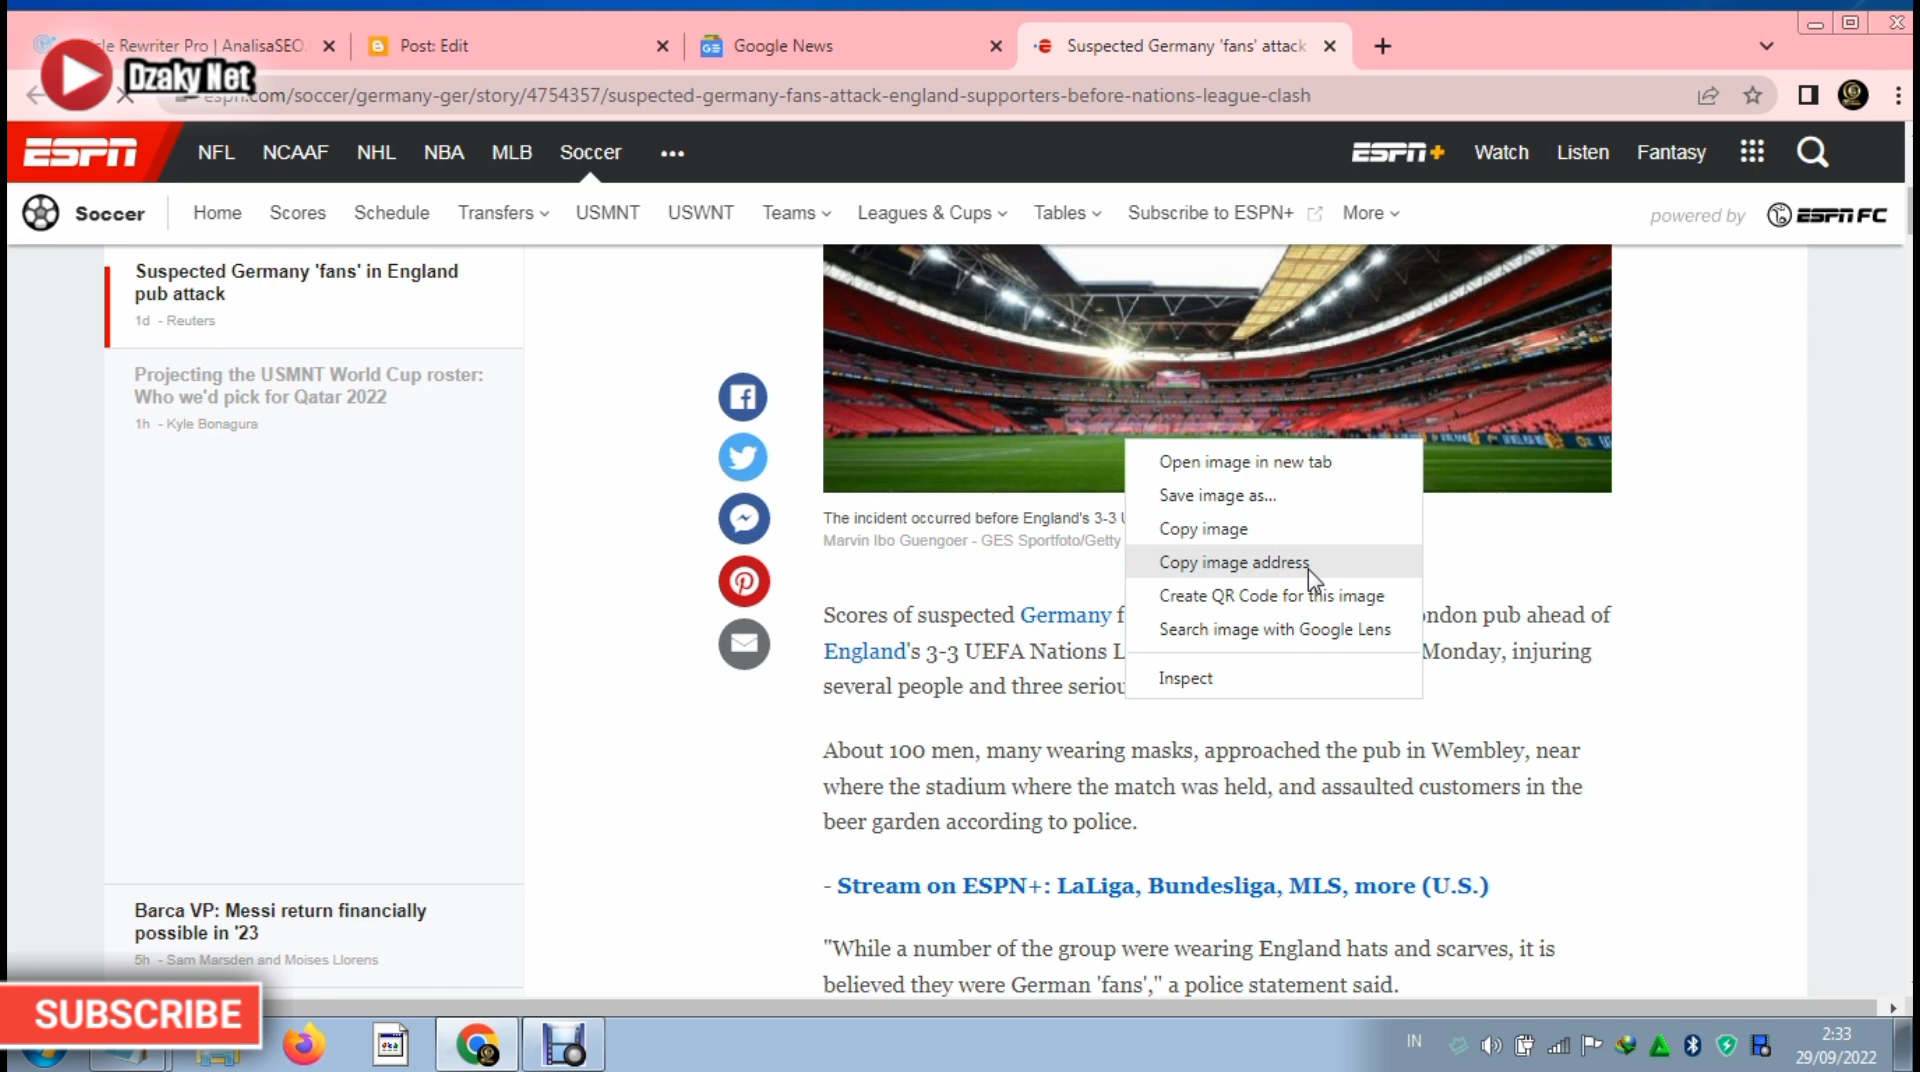 icle Rewriter Pro | AnalisaSEO.
Post: Edit
Google News
Suspected Germany 'fans' attack
Dzaky Net
espn.com/soccer/germany-ger/story/4754357/suspected-germany-fans-attack-england-supporters-before-nations-league-clash
ESPN
NFL
NCAAF
NHL
NBA
MLB
Soccer
ESPN+
Watch
Listen
Fantasy
Soccer
Home
Scores
Schedule
Transfers
USMNT
USWNT
Teams
Leagues & Cups
Tables
Subscribe to ESPN+
More
powered by
ESPN FC
Suspected Germany 'fans' in England
pub attack
1d - Reuters
Projecting the USMNT World Cup roster:
Who we'd pick for Qatar 2022
1h - Kyle Bonagura
Barca VP: Messi return financially
possible in '23
5h - Sam Marsden and Moises Llorens
The incident occurred before England's 3-3
Marvin Ibo Guengoer - GES Sportfoto/Getty
Open image in new tab
Save image as...
Copy image
Copy image address
Create QR Code for this image
Search image with Google Lens
Inspect
Scores of suspected Germany f ndon pub ahead of
England's 3-3 UEFA Nations L Monday, injuring
several people and three seriou
About 100 men, many wearing masks, approached the pub in Wembley, near
where the stadium where the match was held, and assaulted customers in the
beer garden according to police.
- Stream on ESPN+: LaLiga, Bundesliga, MLS, more (U.S.)
"While a number of the group were wearing England hats and scarves, it is
believed they were German 'fans'," a police statement said.
SUBSCRIBE
IN
2:33
29/09/2022